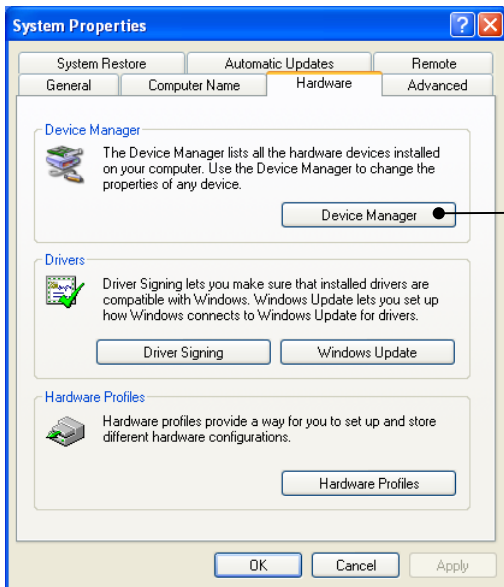 System Properties
System Restore Automatic Updates Remote
General Computer Name Hardware Advanced
Device Manager
The Device Manager lists all the hardware devices installed
on your computer. Use the Device Manager to change the
properties of any device.
Device Manager
Drivers
Driver Signing lets you make sure that installed drivers are
compatible with Windows. Windows Update lets you set up
how Windows connects to Windows Update for drivers.
Driver Signing Windows Update
Hardware Profiles
Hardware profiles provide a way for you to set up and store
different hardware configurations.
Hardware Profiles
OK Cancel Apply